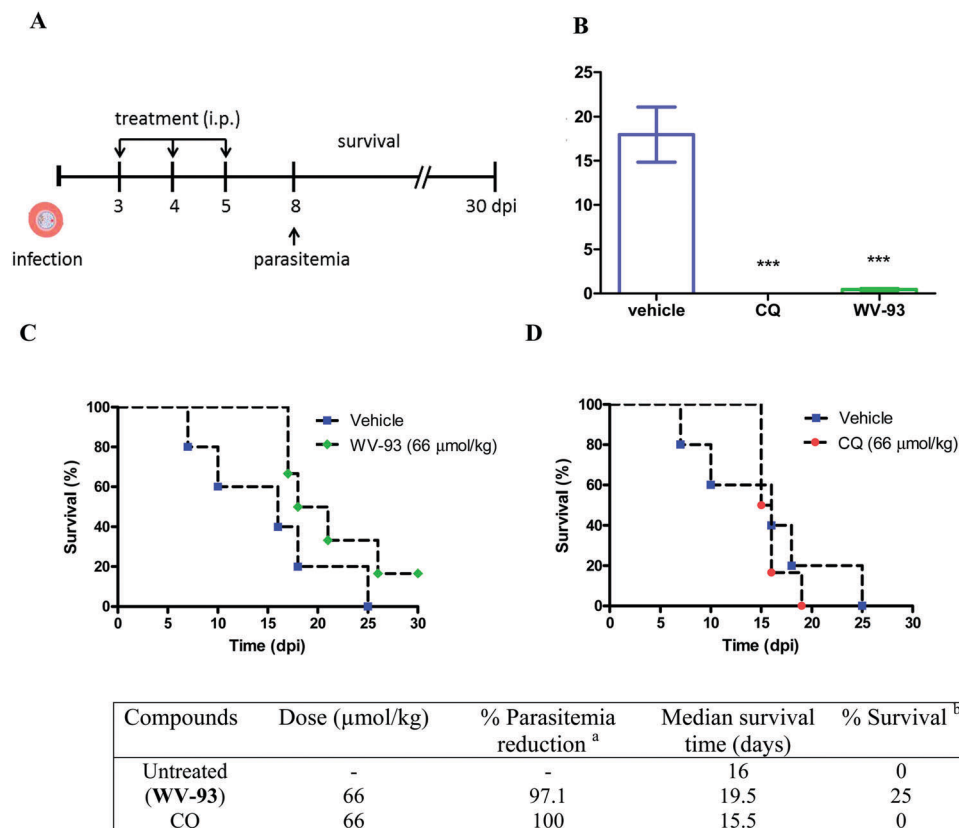 A
treatment (i.p.)
survival
3 4 5 8 30 dpi
infection
parasitemia
B
25
20
15
10
5
0
vehicle CQ WV-93
*** ***
C
100
80
60
40
20
0
Survival (%)
0 5 10 15 20 25 30
Time (dpi)
Vehicle
WV-93 (66 µmol/kg)
D
100
80
60
40
20
0
Survival (%)
0 5 10 15 20 25 30
Time (dpi)
Vehicle
CQ (66 µmol/kg)
Compounds Dose (µmol/kg) % Parasitemia Median survival % Survival b
reduction a time (days)
Untreated - - 16 0
(WV-93) 66 97.1 19.5 25
CQ 66 100 15.5 0